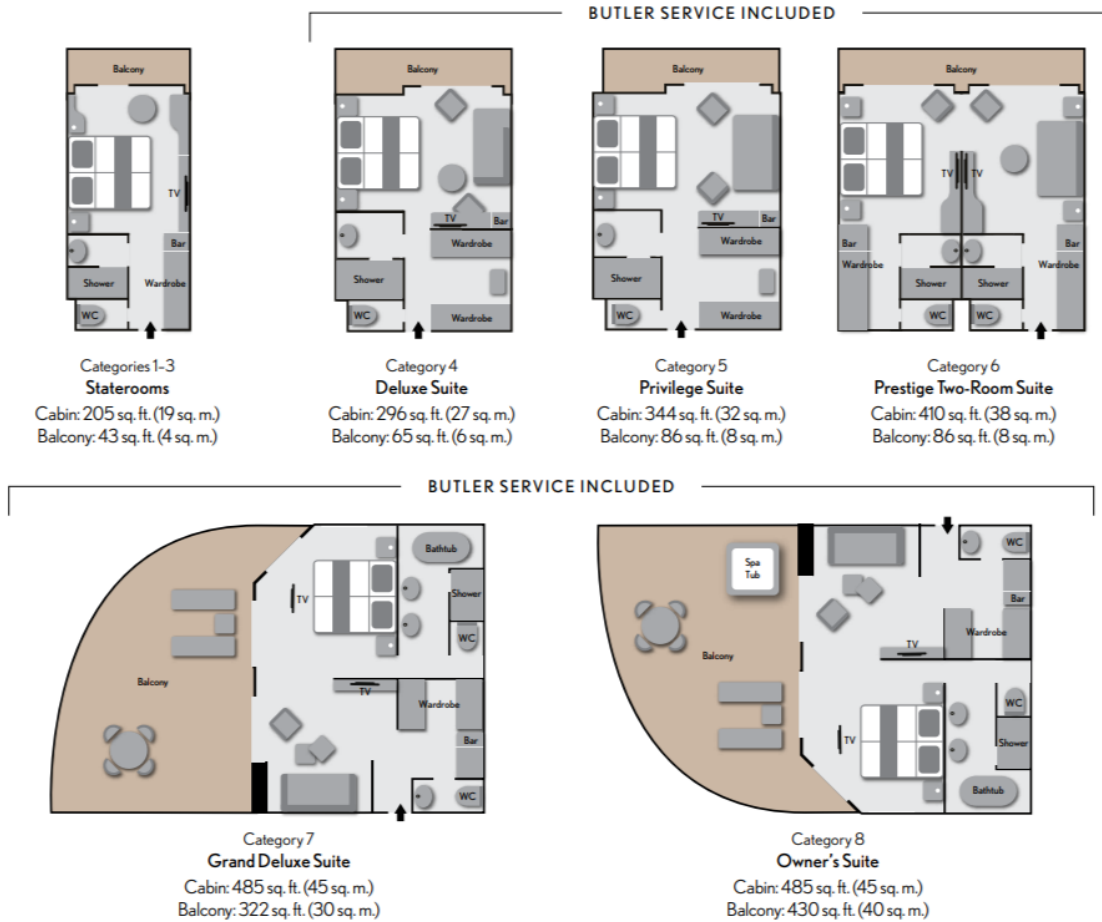 BUTLER SERVICE INCLUDED
Balcony
TV
Bar
Shower
Wardrobe
WC
Categories 1–3
Staterooms
Cabin: 205 sq. ft. (19 sq. m.)
Balcony: 43 sq. ft. (4 sq. m.)
Balcony
TV
Bar
Wardrobe
Shower
Wardrobe
WC
Category 4
Deluxe Suite
Cabin: 296 sq. ft. (27 sq. m.)
Balcony: 65 sq. ft. (6 sq. m.)
Balcony
TV
Bar
Wardrobe
Shower
Wardrobe
WC
Category 5
Privilege Suite
Cabin: 344 sq. ft. (32 sq. m.)
Balcony: 86 sq. ft. (8 sq. m.)
Balcony
TV
TV
Bar
Bar
Wardrobe
Wardrobe
Shower
Shower
WC
WC
Category 6
Prestige Two-Room Suite
Cabin: 410 sq. ft. (38 sq. m.)
Balcony: 86 sq. ft. (8 sq. m.)
BUTLER SERVICE INCLUDED
Bathtub
TV
Shower
WC
Balcony
TV
Wardrobe
Bar
WC
Category 7
Grand Deluxe Suite
Cabin: 485 sq. ft. (45 sq. m.)
Balcony: 322 sq. ft. (30 sq. m.)
WC
Spa
Tub
Bar
Wardrobe
TV
Balcony
WC
TV
Shower
Bathtub
Category 8
Owner’s Suite
Cabin: 485 sq. ft. (45 sq. m.)
Balcony: 430 sq. ft. (40 sq. m.)